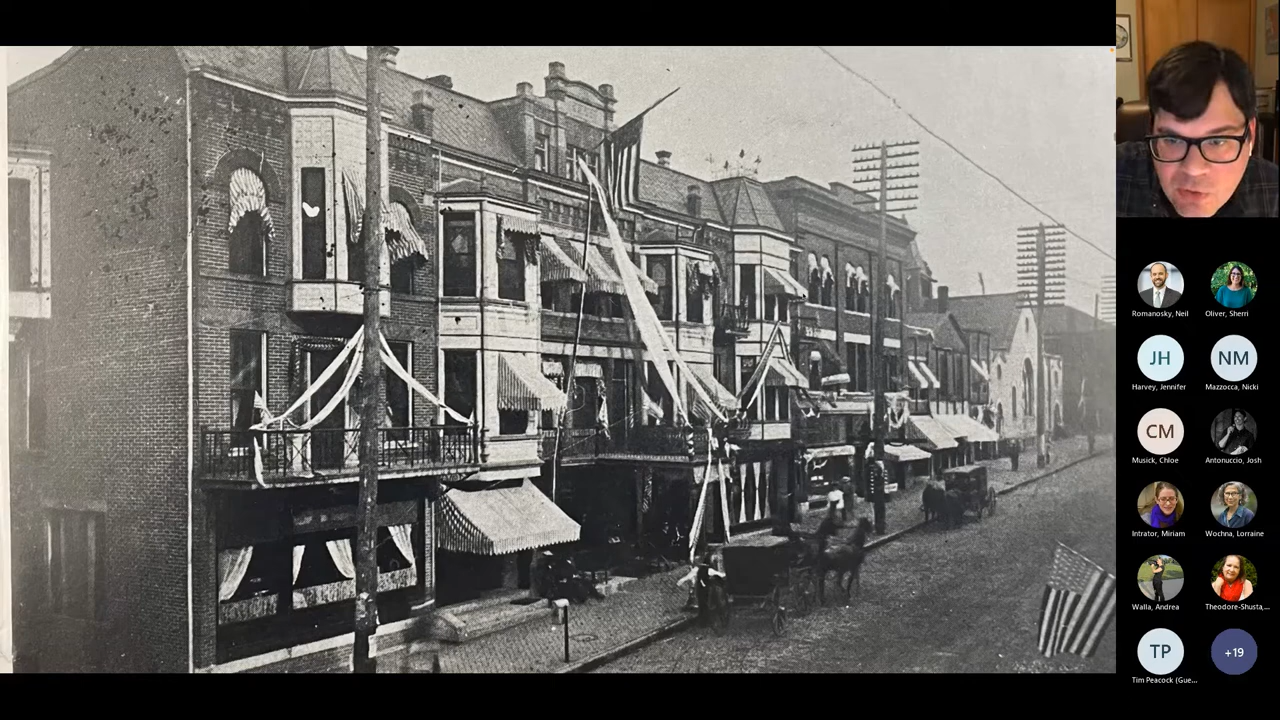 Romanosky, Neil
Oliver, Sherri
JH
Harvey, Jennifer
NM
Mazzocca, Nicki
CM
Musick, Chloe
Antonuccio, Josh
Intrator, Miriam
Wochna, Lorraine
Walla, Andrea
Theodore-Shusta,...
TP
Tim Peacock (Gue...
+19